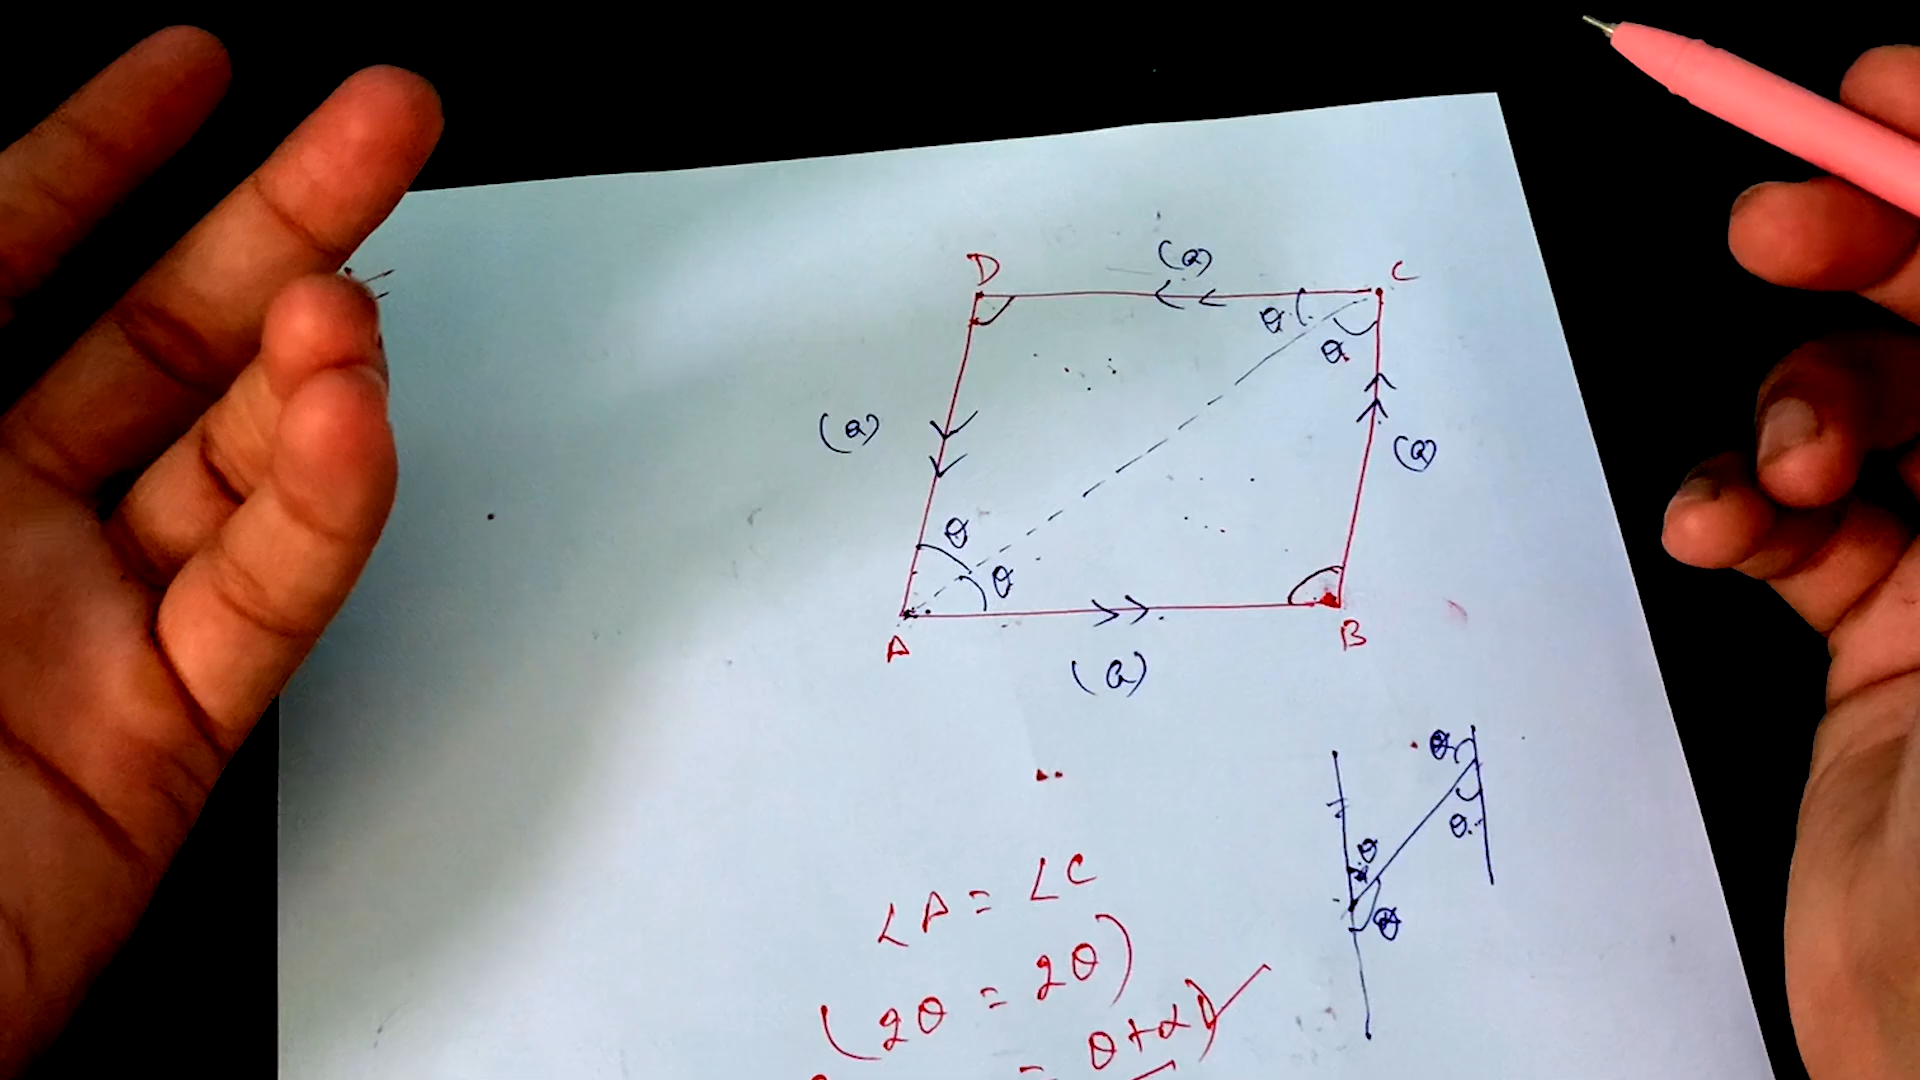 D
(a)
C
θ
θ
(a)
(a)
θ
θ
A
B
(a)
θ
θ
θ
∠A = ∠C
(2θ = 2θ)
= θ+α)